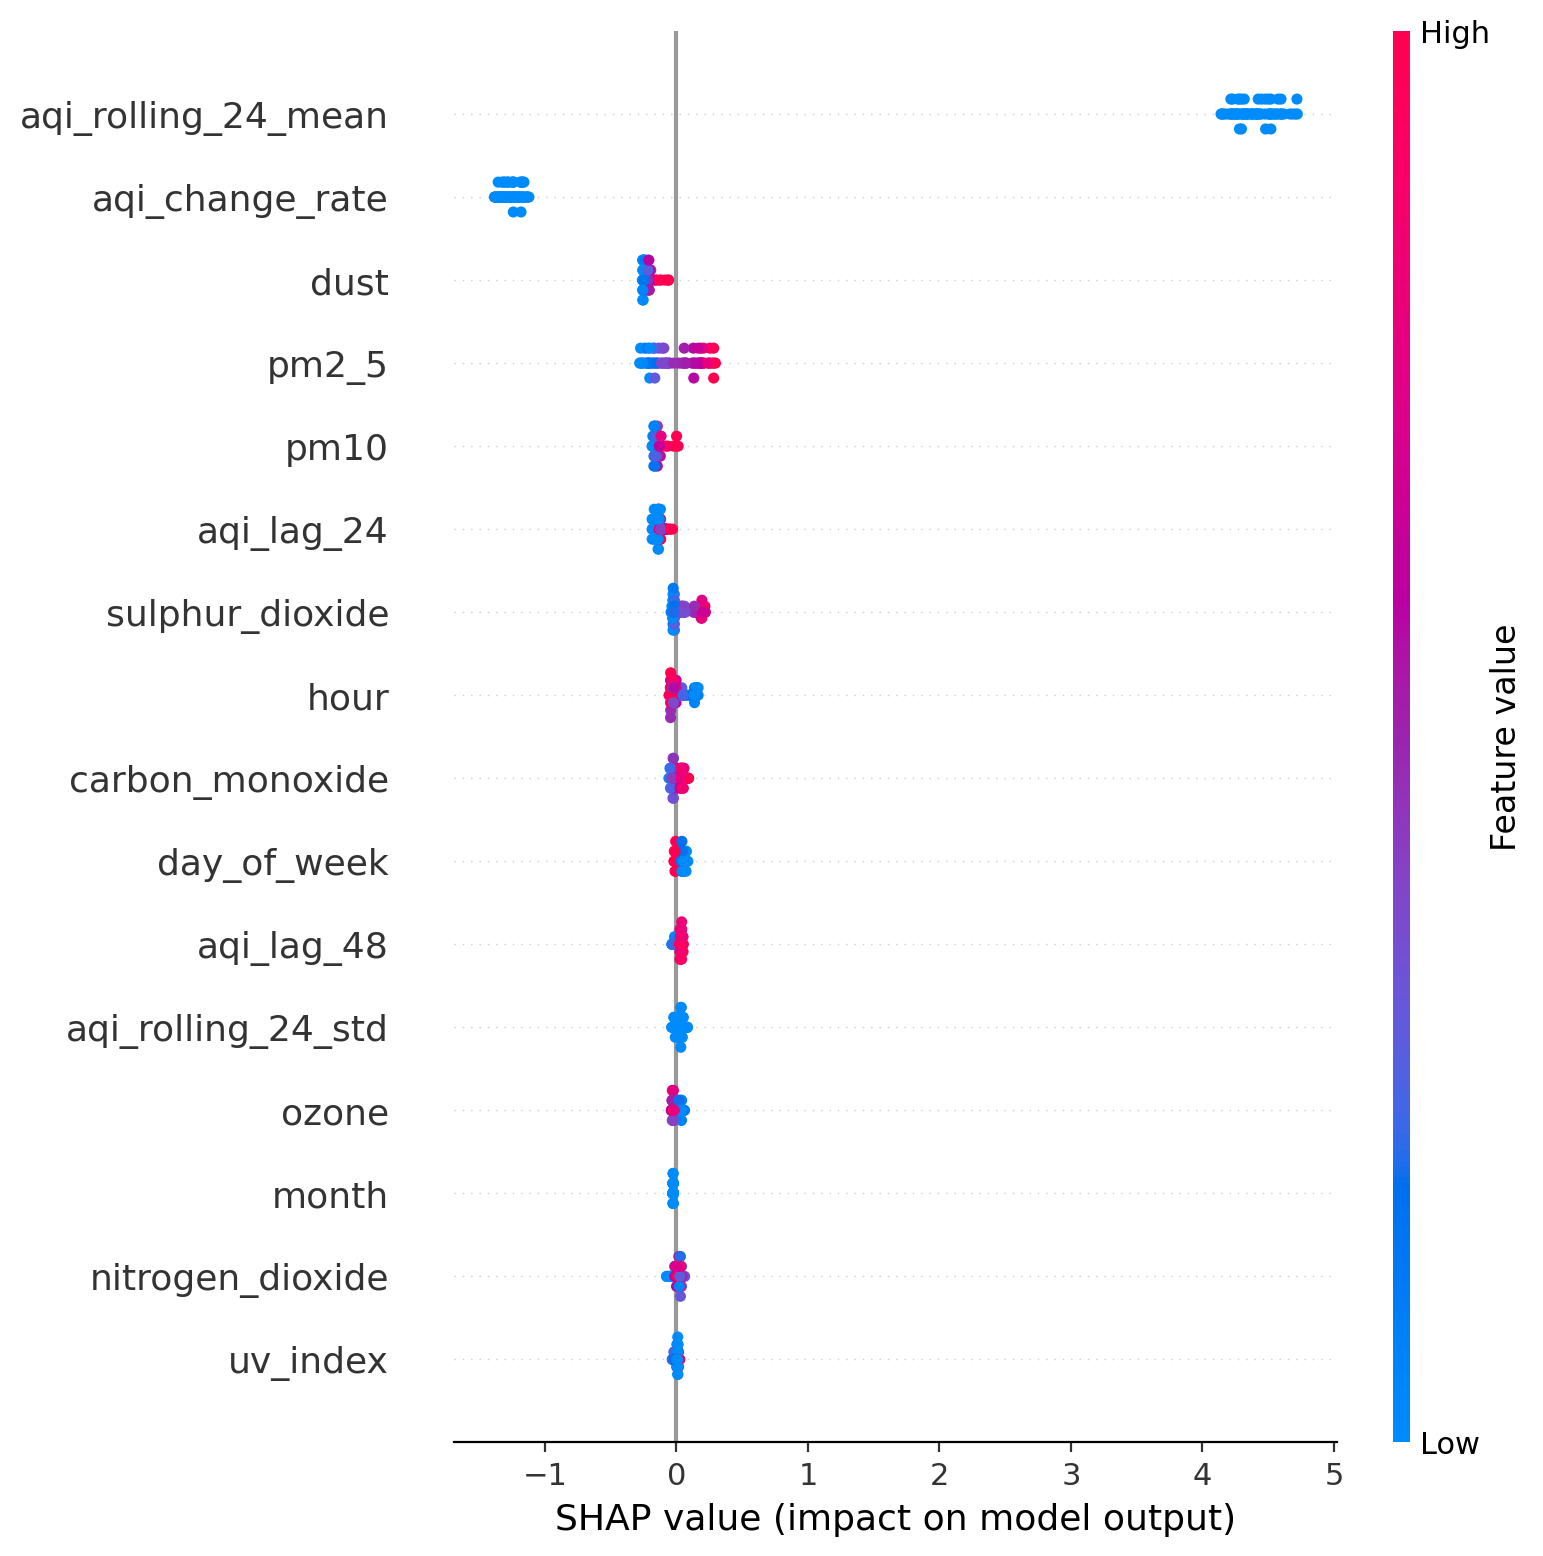 High
aqi_rolling_24_mean
aqi_change_rate
dust
pm2_5
pm10
aqi_lag_24
sulphur_dioxide
hour
carbon_monoxide
day_of_week
aqi_lag_48
aqi_rolling_24_std
ozone
month
nitrogen_dioxide
uv_index
Feature value
Low
−1 0 1 2 3 4 5
SHAP value (impact on model output)